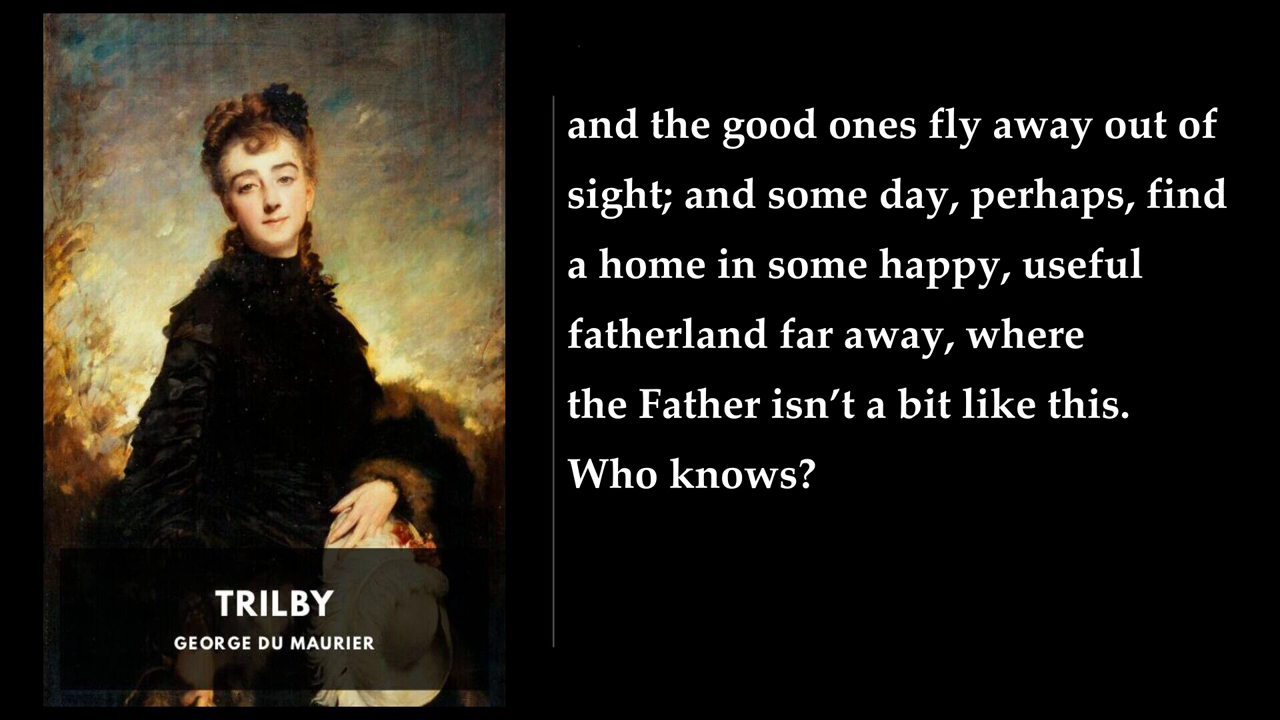 and the good ones fly away out of
sight; and some day, perhaps, find
a home in some happy, useful
fatherland far away, where
the Father isn’t a bit like this.
Who knows?
TRILBY
GEORGE DU MAURIER